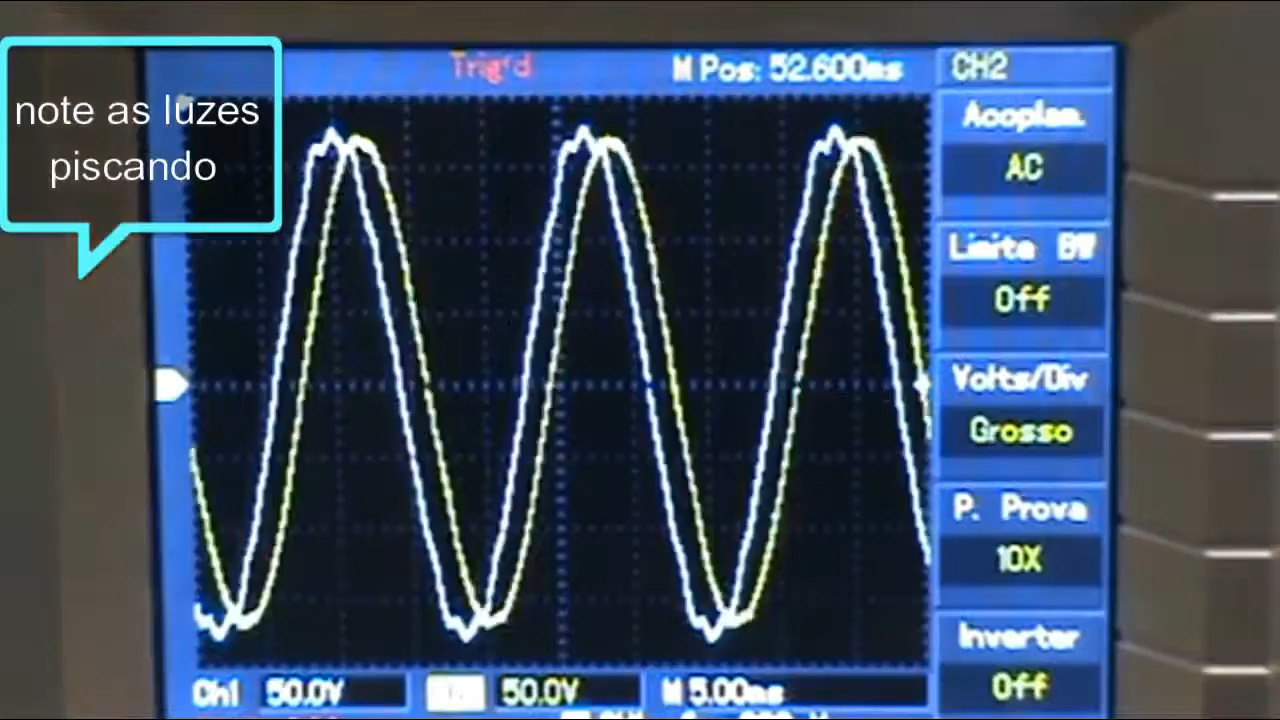 note as luzes
piscando
Trig'd
M Pos: 52.600ms
CH2
Acoplam.
AC
Limite BW
Off
Volts/Div
Grosso
P. Prova
10X
Inverter
Off
Ch1 50.0V
50.0V
M 5.00ms